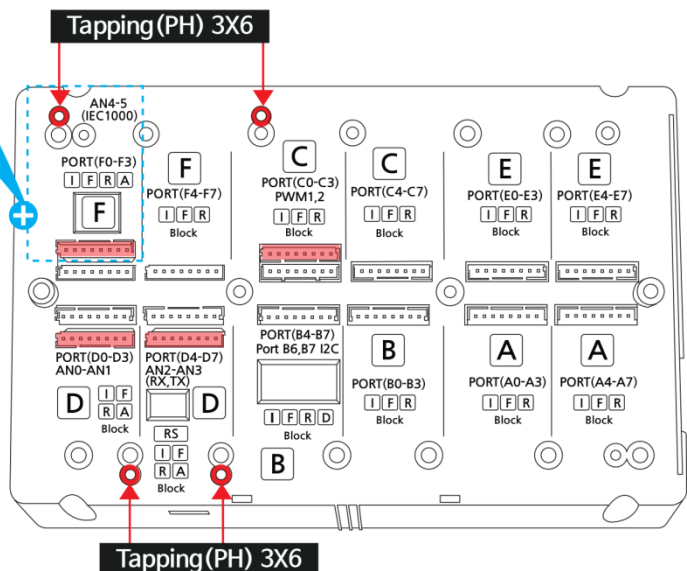 Tapping(PH) 3X6
AN4-5
(IEC1000)
PORT(F0-F3)
I F R A
F
F
PORT(F4-F7)
I F R
Block
C
PORT(C0-C3)
PWM1,2
I F R
Block
C
PORT(C4-C7)
I F R
Block
E
PORT(E0-E3)
I F R
Block
E
PORT(E4-E7)
I F R
Block
PORT(D0-D3)
AN0-AN1
D
I F
R A
Block
PORT(D4-D7)
AN2-AN3
(RX,TX)
D
RS
I F
R A
Block
PORT(B4-B7)
Port B6,B7 I2C
I F R D
Block
B
B
PORT(B0-B3)
I F R
Block
A
PORT(A0-A3)
I F R
Block
A
PORT(A4-A7)
I F R
Block
Tapping(PH) 3X6